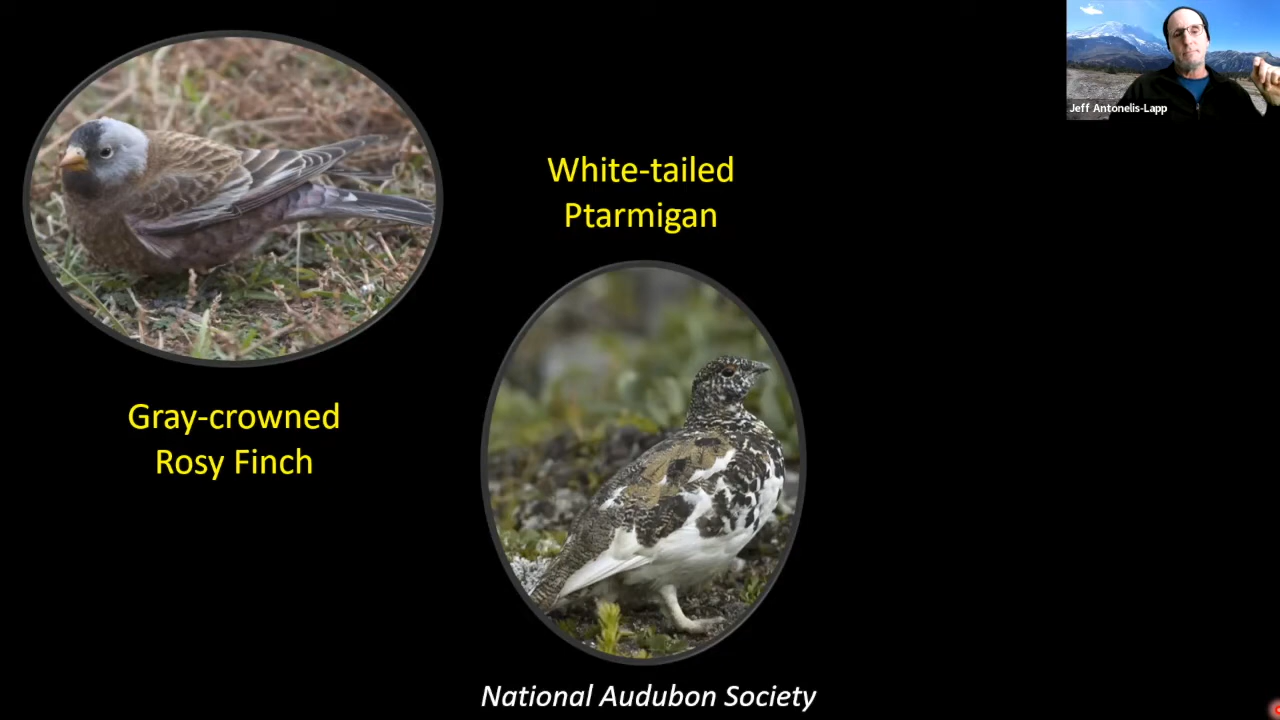 Jeff Antonelis-Lapp
White-tailed
Ptarmigan
Gray-crowned
Rosy Finch
National Audubon Society